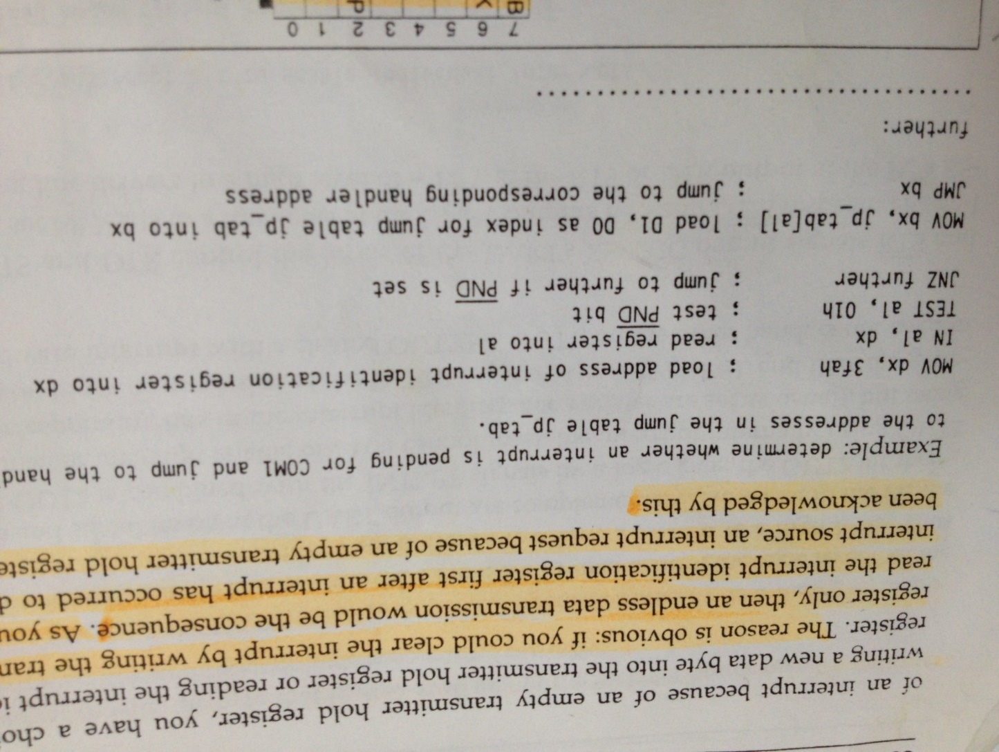 of an interrupt because of an empty transmitter hold register, you have a
writing a new data byte into the transmitter hold register or reading the interrupt
register. The reason is obvious: if you could clear the interrupt by writing the
register only, then an endless data transmission would be the consequence. As you
read the interrupt identification register first after an interrupt has occurred to
interrupt source, an interrupt request because of an empty transmitter hold
been acknowledged by this.
Example: determine whether an interrupt is pending for COM1 and jump to the
to the addresses in the jump table jp_tab.
MOV dx, 3fah ; load address of interrupt identification register into dx
IN al, dx ; read register into al
TEST al, 01h ; test PND bit
JNZ further ; jump to further if PND is set
MOV bx, jp_tab[al] ; load D1, D0 as index for jump table jp_tab into bx
JMP bx ; jump to the corresponding handler address
further:
........................................
7 6 5 4 3 2 1 0